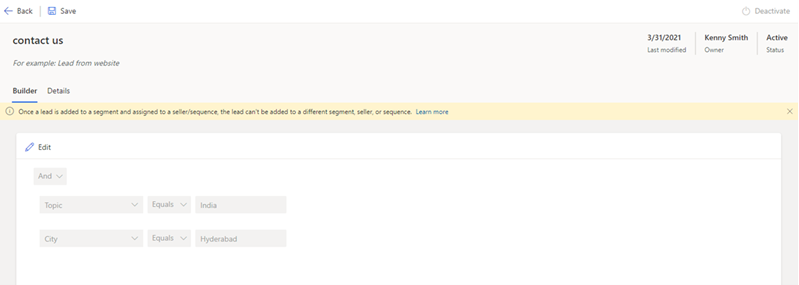 Back Save Deactivate
contact us 3/31/2021 Kenny Smith Active
Last modified Owner Status
For example: Lead from website
Builder Details
Once a lead is added to a segment and assigned to a seller/sequence, the lead can't be added to a different segment, seller, or sequence. Learn more
Edit
And
Topic Equals India
City Equals Hyderabad